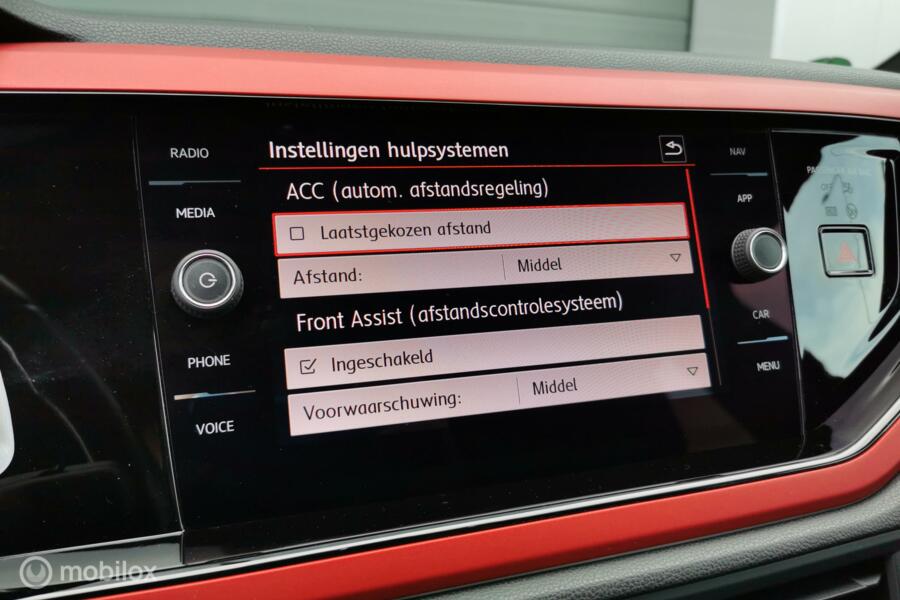 RADIO
MEDIA
PHONE
VOICE
Instellingen hulpsystemen
ACC (autom. afstandsregeling)
Laatstgekozen afstand
Afstand: Middel
Front Assist (afstandscontrolesysteem)
Ingeschakeld
Voorwaarschuwing: Middel
NAV
APP
CAR
MENU
mobilox